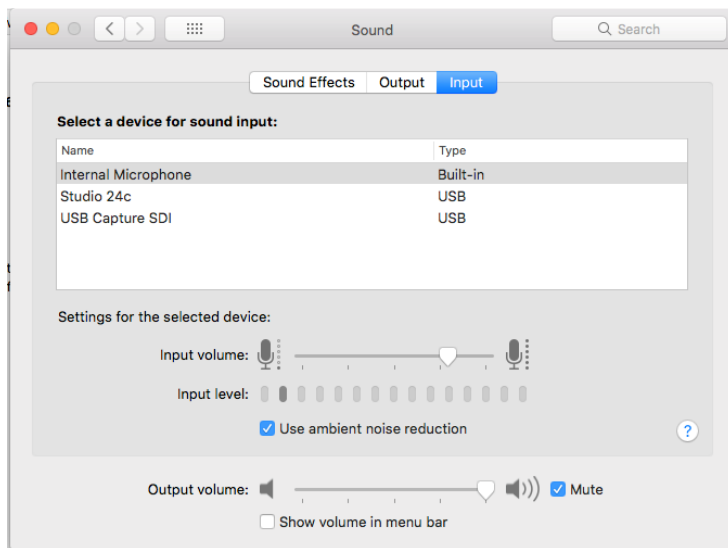 Sound
Search
Sound Effects Output Input
Select a device for sound input:
Name Type
Internal Microphone Built-in
Studio 24c USB
USB Capture SDI USB
Settings for the selected device:
Input volume:
Input level:
Use ambient noise reduction
?
Output volume: Mute
Show volume in menu bar